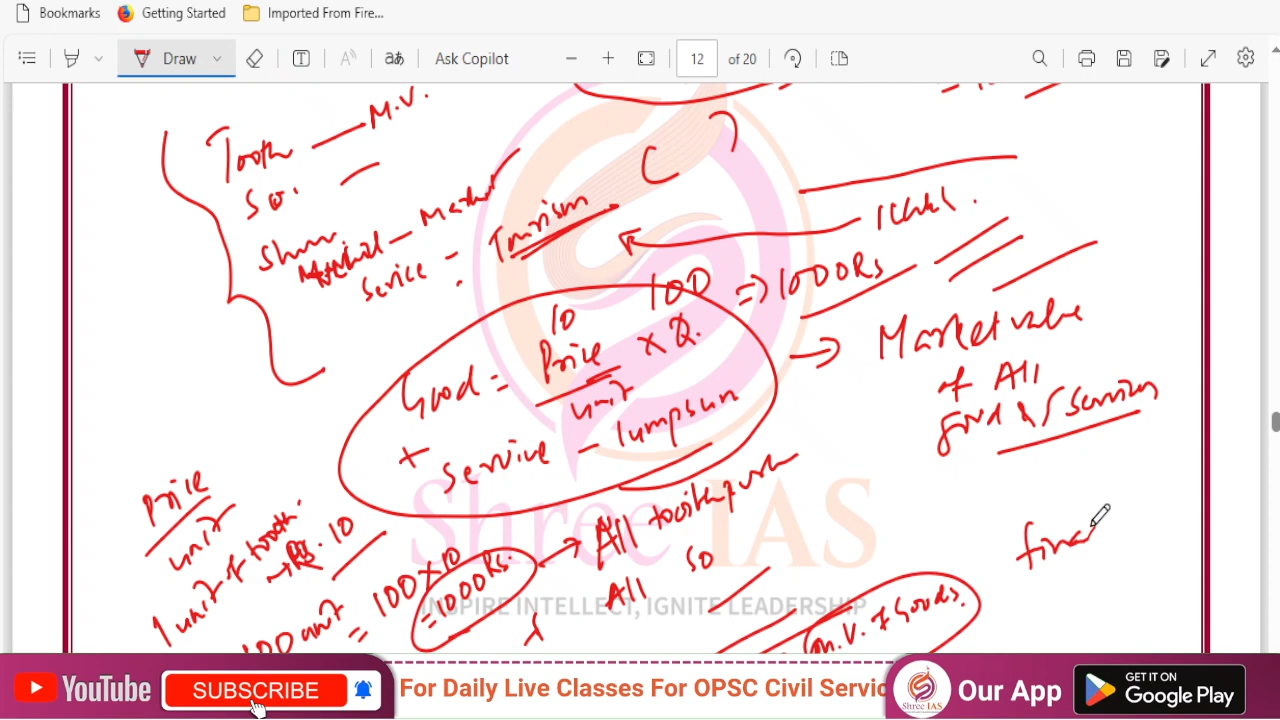 Bookmarks Getting Started Imported From Fire...
Draw Ask Copilot 12 of 20
Tooth — M.V.
So.
Service = Tourism
10 100 => 1000Rs
Good = Price × Q.
unit
+ Service - lumpsum
Market value
of All
Good & Services
Price
unit
1 unit of tooth
Rs. 10
100 unit = 100 × 10
= 1000Rs.
All
All so
&
M.V. of Goods.
final
Shree IAS
INSPIRE INTELLECT, IGNITE LEADERSHIP
YouTube SUBSCRIBE For Daily Live Classes For OPSC Civil Servic Shree IAS Our App GET IT ON Google Play